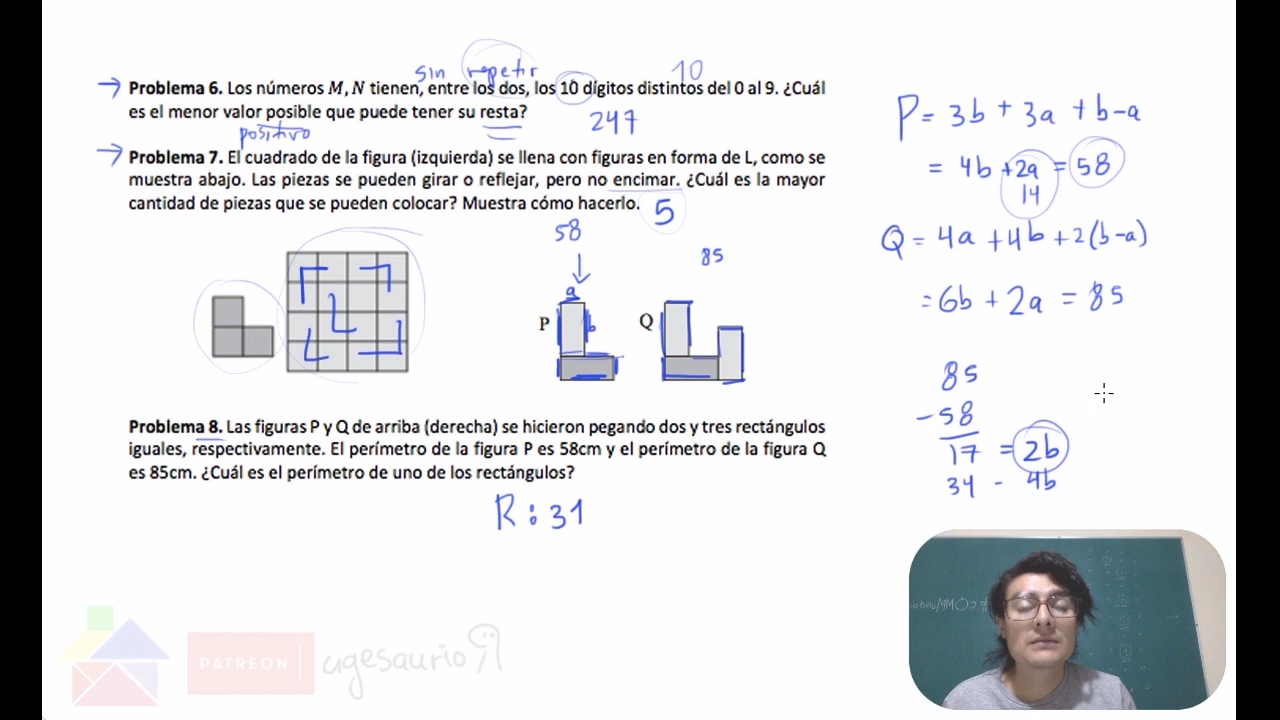 sin repetir 10
Problema 6. Los números M, N tienen, entre los dos, los 10 dígitos distintos del 0 al 9. ¿Cuál
es el menor valor posible que puede tener su resta?
positivo 247
Problema 7. El cuadrado de la figura (izquierda) se llena con figuras en forma de L, como se
muestra abajo. Las piezas se pueden girar o reflejar, pero no encimar. ¿Cuál es la mayor
cantidad de piezas que se pueden colocar? Muestra cómo hacerlo. 5
58
85
a
P b Q
Problema 8. Las figuras P y Q de arriba (derecha) se hicieron pegando dos y tres rectángulos
iguales, respectivamente. El perímetro de la figura P es 58cm y el perímetro de la figura Q
es 85cm. ¿Cuál es el perímetro de uno de los rectángulos?
R: 31
P = 3b + 3a + b-a
= 4b + 2a = 58
14
Q = 4a + 4b + 2(b-a)
= 6b + 2a = 85
85
- 58
17 = 2b
34 - 4b
PATREON
agesaurio